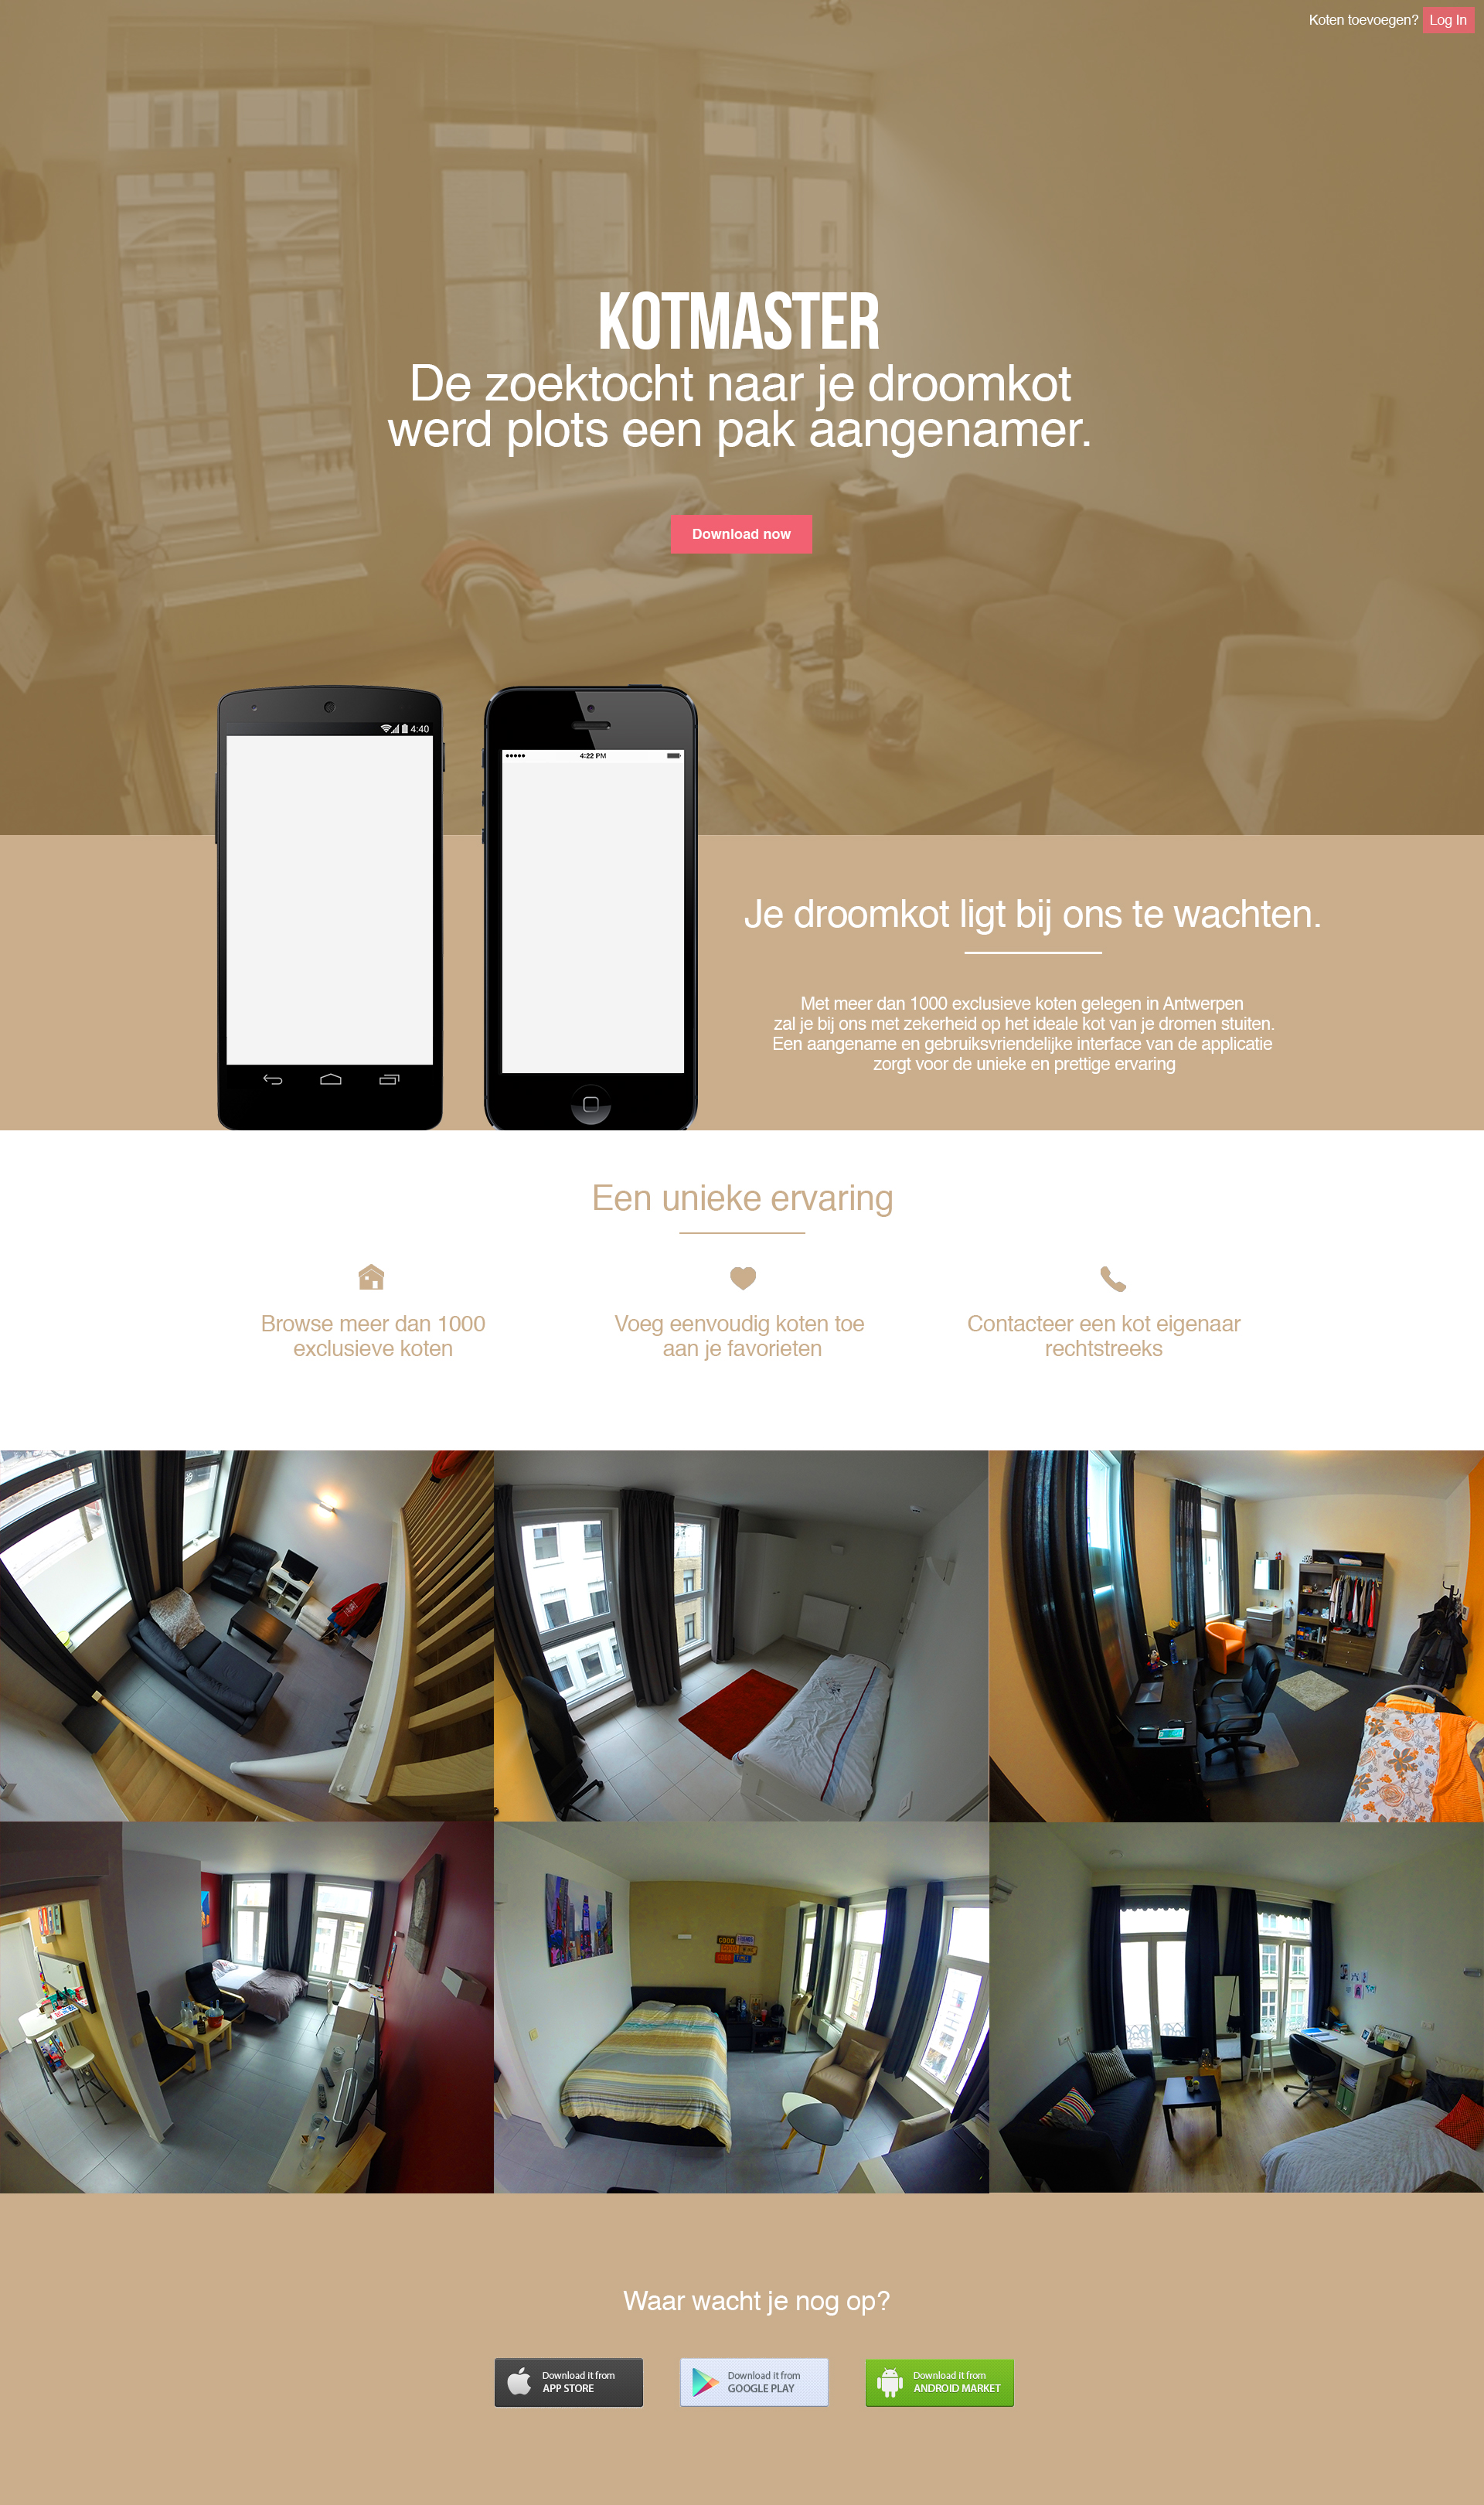 Koten toevoegen? Log In
KOTMASTER
De zoektocht naar je droomkot
werd plots een pak aangenamer.
Download now
4:40
4:22 PM
Je droomkot ligt bij ons te wachten.
Met meer dan 1000 exclusieve koten gelegen in Antwerpen
zal je bij ons met zekerheid op het ideale kot van je dromen stuiten.
Een aangename en gebruiksvriendelijke interface van de applicatie
zorgt voor de unieke en prettige ervaring
Een unieke ervaring
Browse meer dan 1000
exclusieve koten
Voeg eenvoudig koten toe
aan je favorieten
Contacteer een kot eigenaar
rechtstreeks
Waar wacht je nog op?
Download it from
APP STORE
Download it from
GOOGLE PLAY
Download it from
ANDROID MARKET